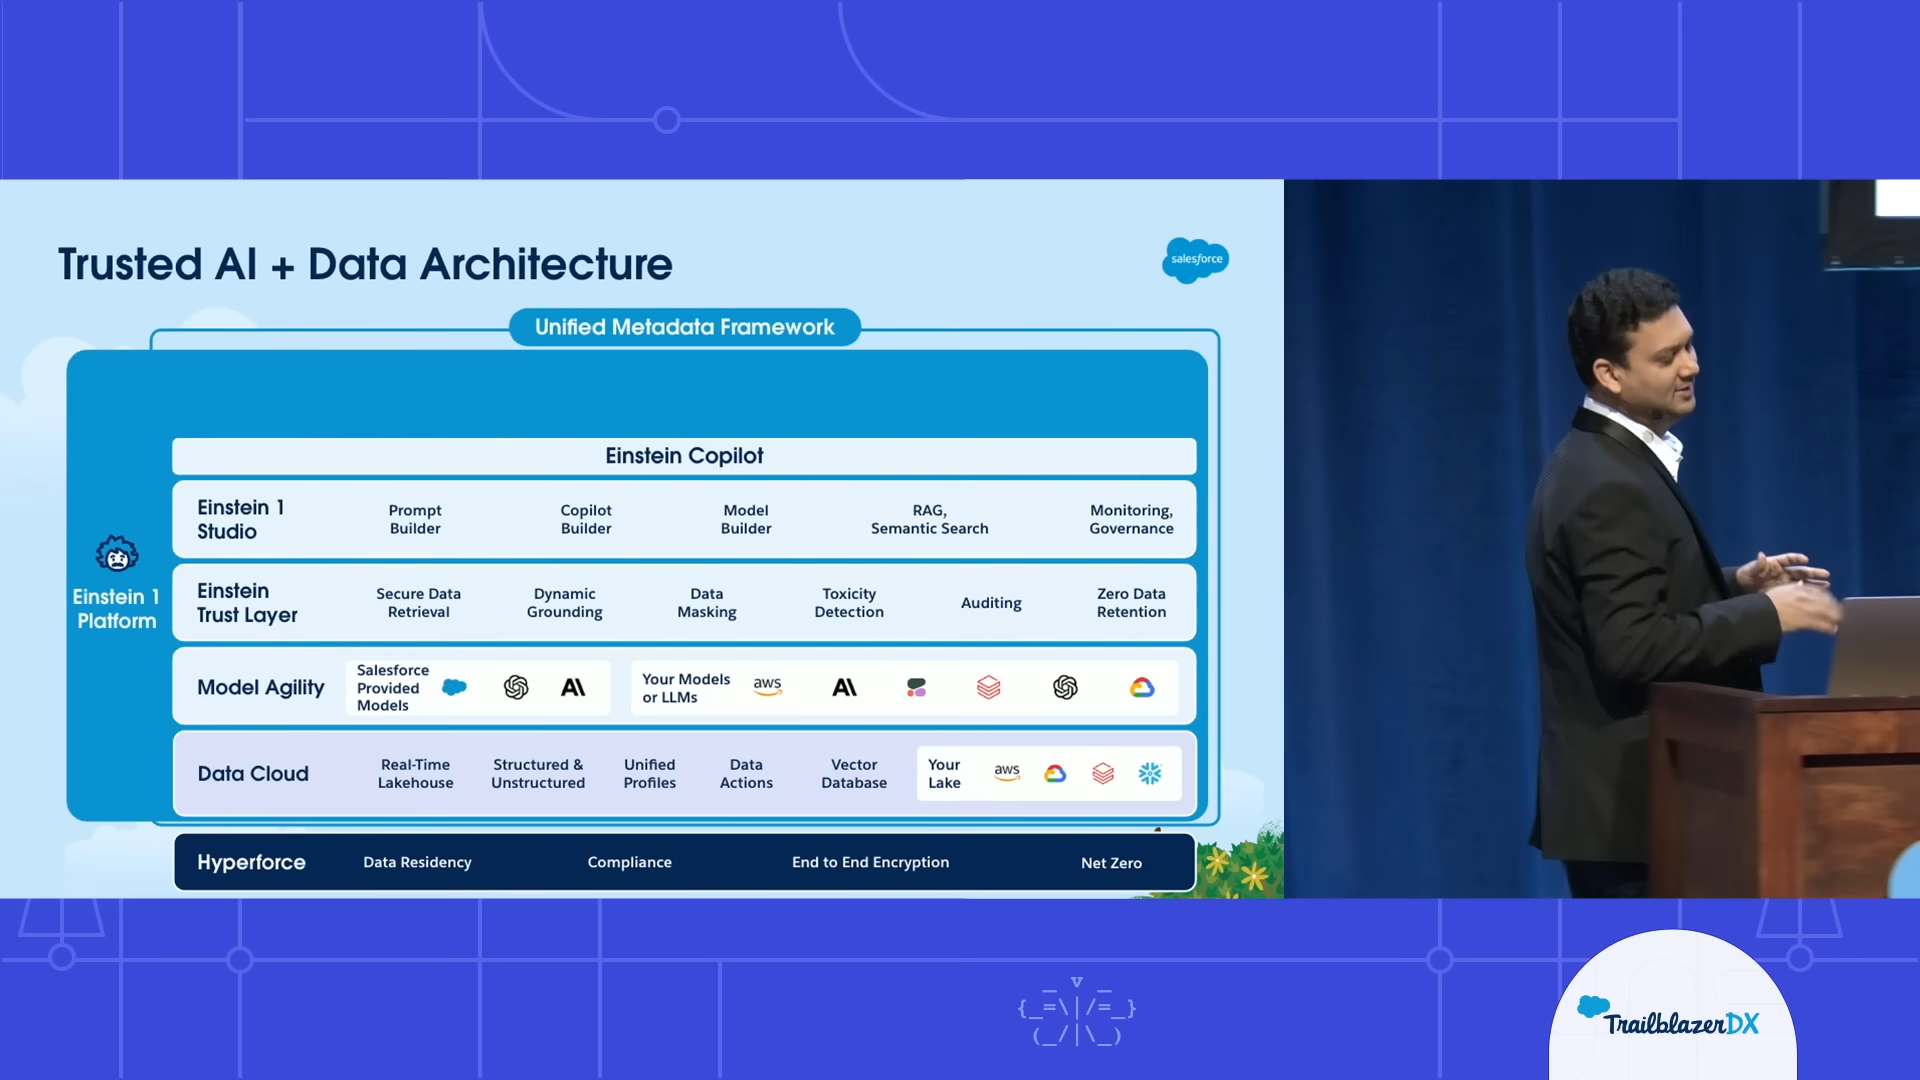 Trusted AI + Data Architecture
salesforce
Unified Metadata Framework
Einstein 1
Platform
Einstein Copilot
Einstein 1
Studio
Prompt
Builder
Copilot
Builder
Model
Builder
RAG,
Semantic Search
Monitoring,
Governance
Einstein
Trust Layer
Secure Data
Retrieval
Dynamic
Grounding
Data
Masking
Toxicity
Detection
Auditing
Zero Data
Retention
Model Agility
Salesforce
Provided
Models
AI
Your Models
or LLMs
aws
AI
Data Cloud
Real-Time
Lakehouse
Structured &
Unstructured
Unified
Profiles
Data
Actions
Vector
Database
Your
Lake
aws
Hyperforce
Data Residency
Compliance
End to End Encryption
Net Zero
TrailblazerDX